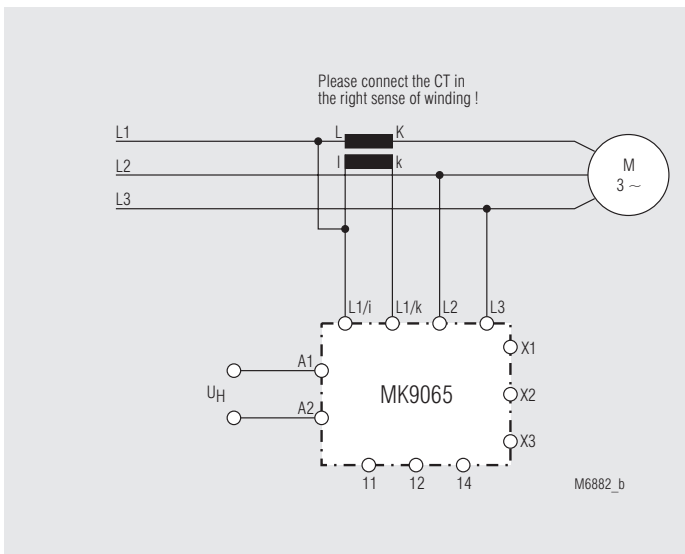 Please connect the CT in
the right sense of winding !
L1
L
K
L2
l
k
M
3 ~
L3
L1/i
L1/k
L2
L3
A1
X1
UH
MK9065
X2
A2
X3
11
12
14
M6882_b